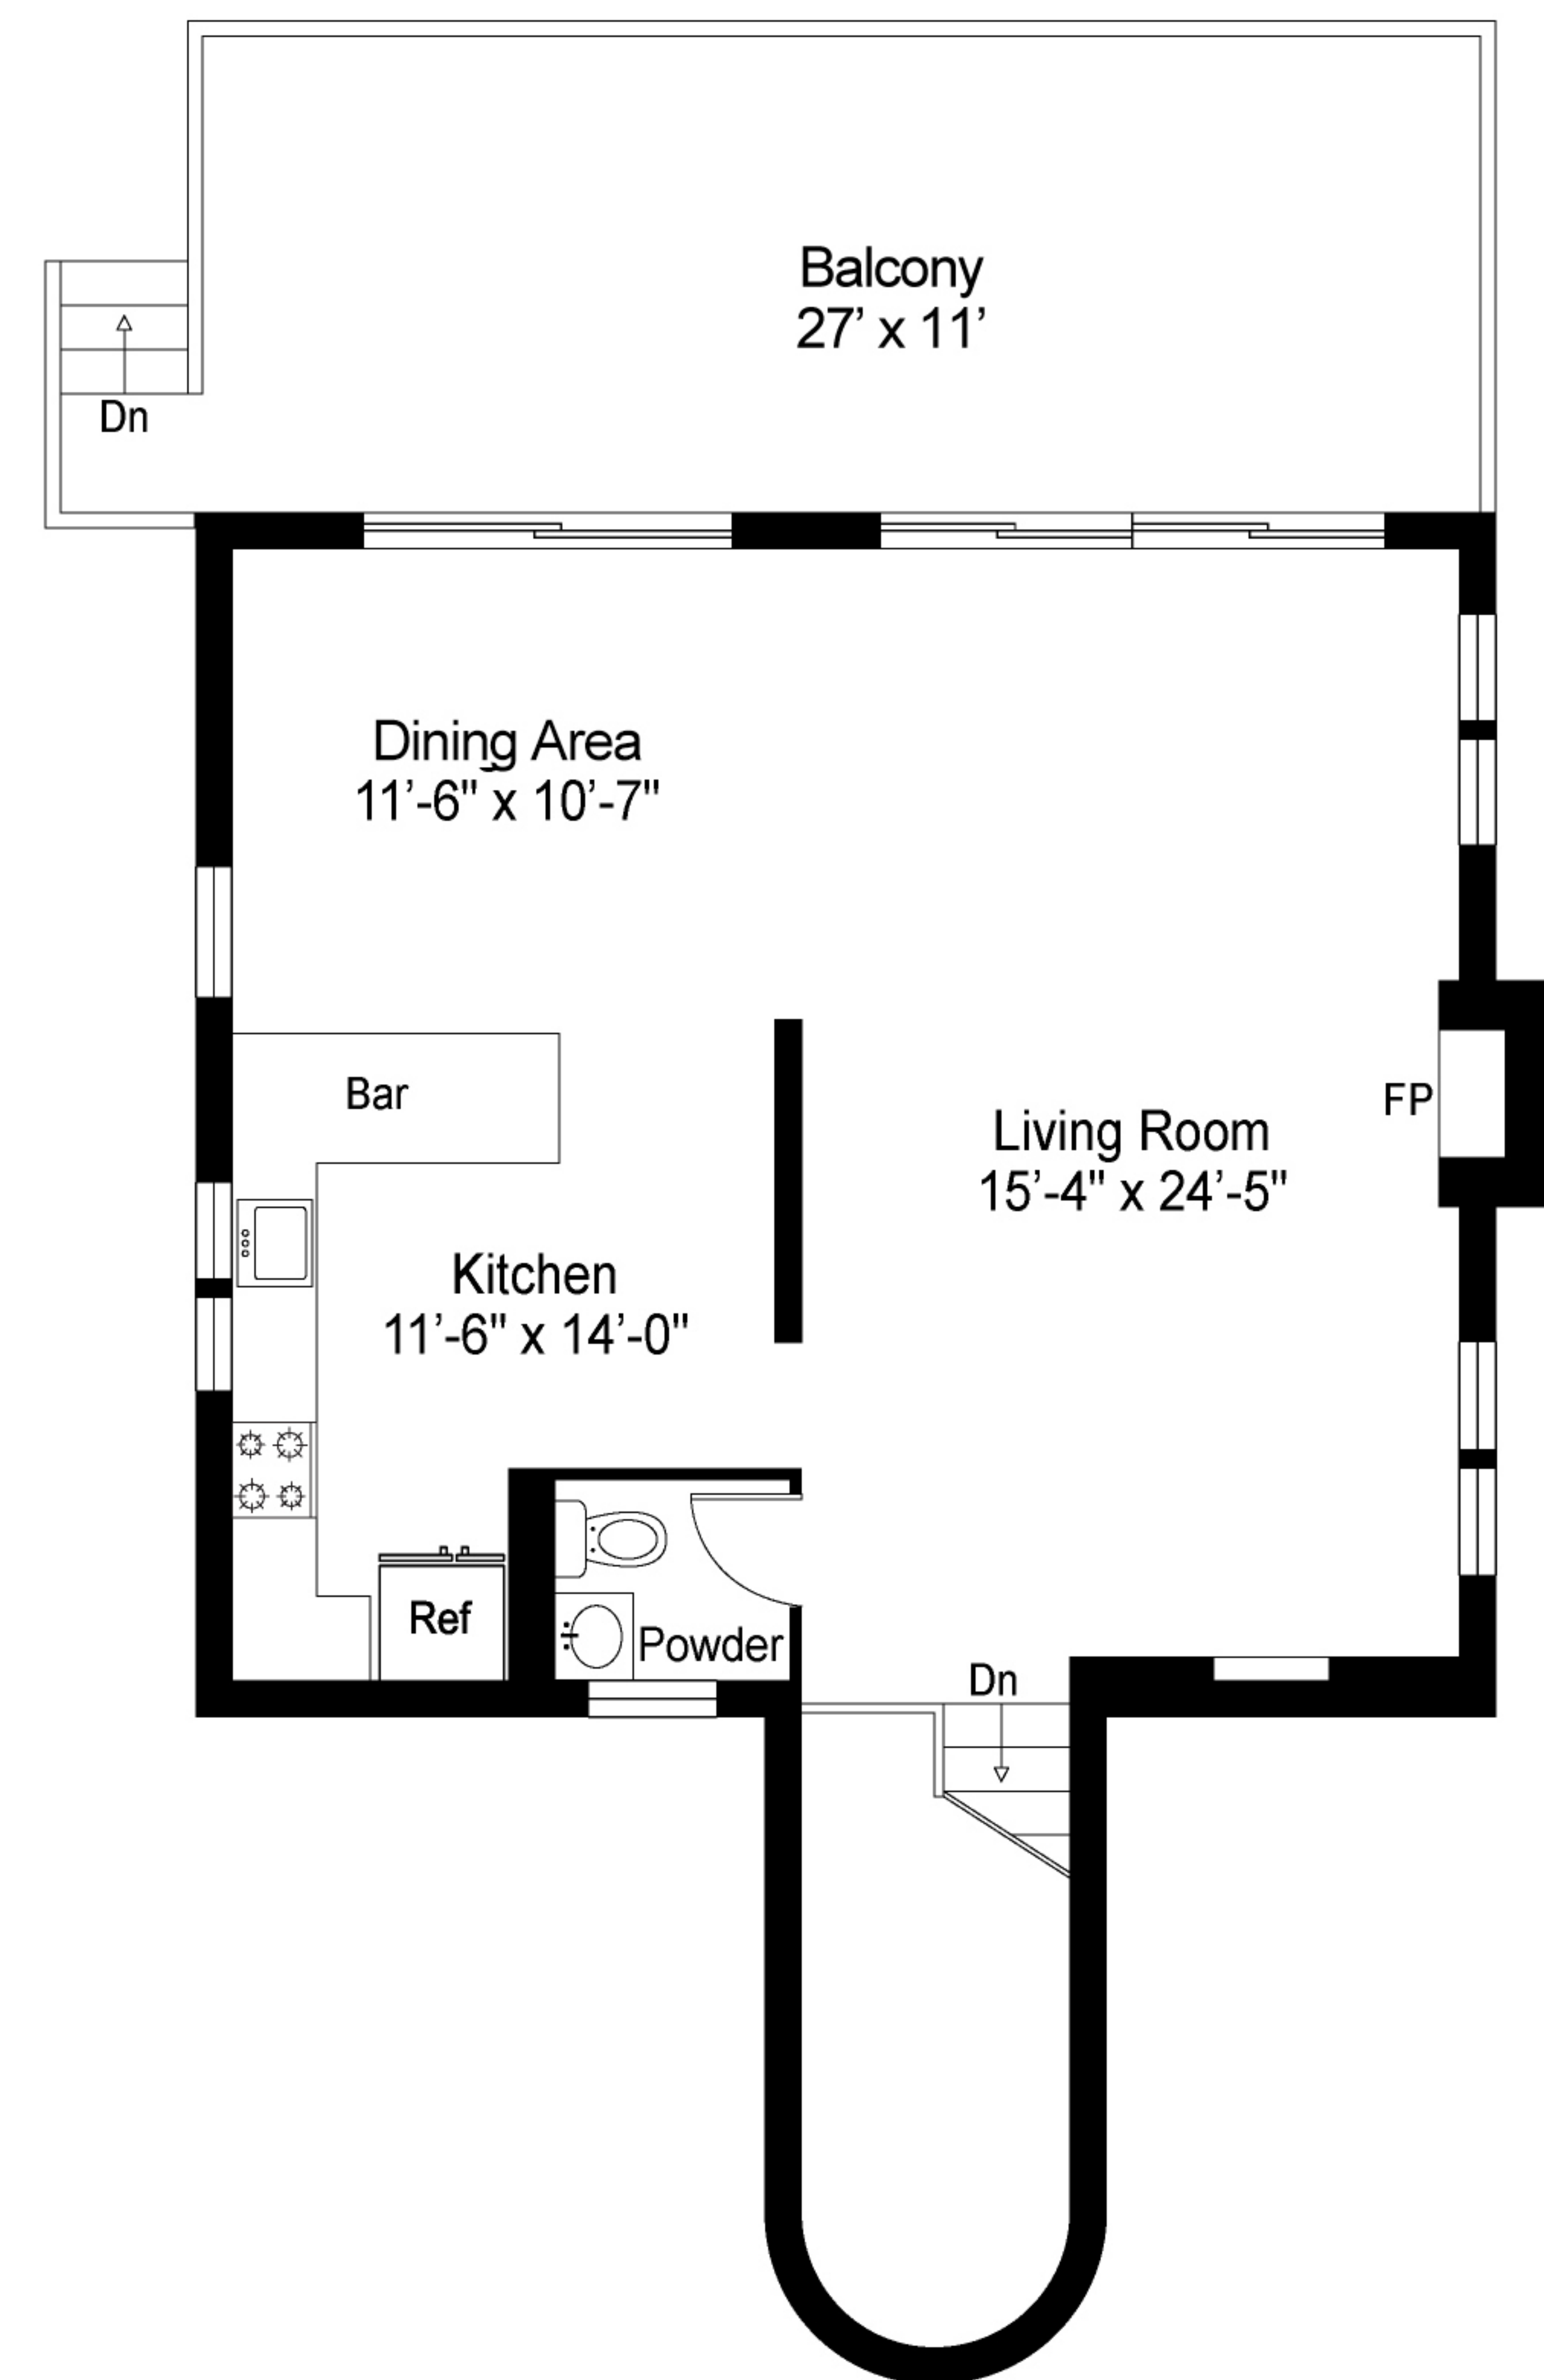 Balcony
27’ x 11’
Dn
Dining Area
11’-6" x 10’-7"
Bar
FP
Living Room
15’-4" x 24’-5"
Kitchen
11’-6" x 14’-0"
Ref
Powder
Dn